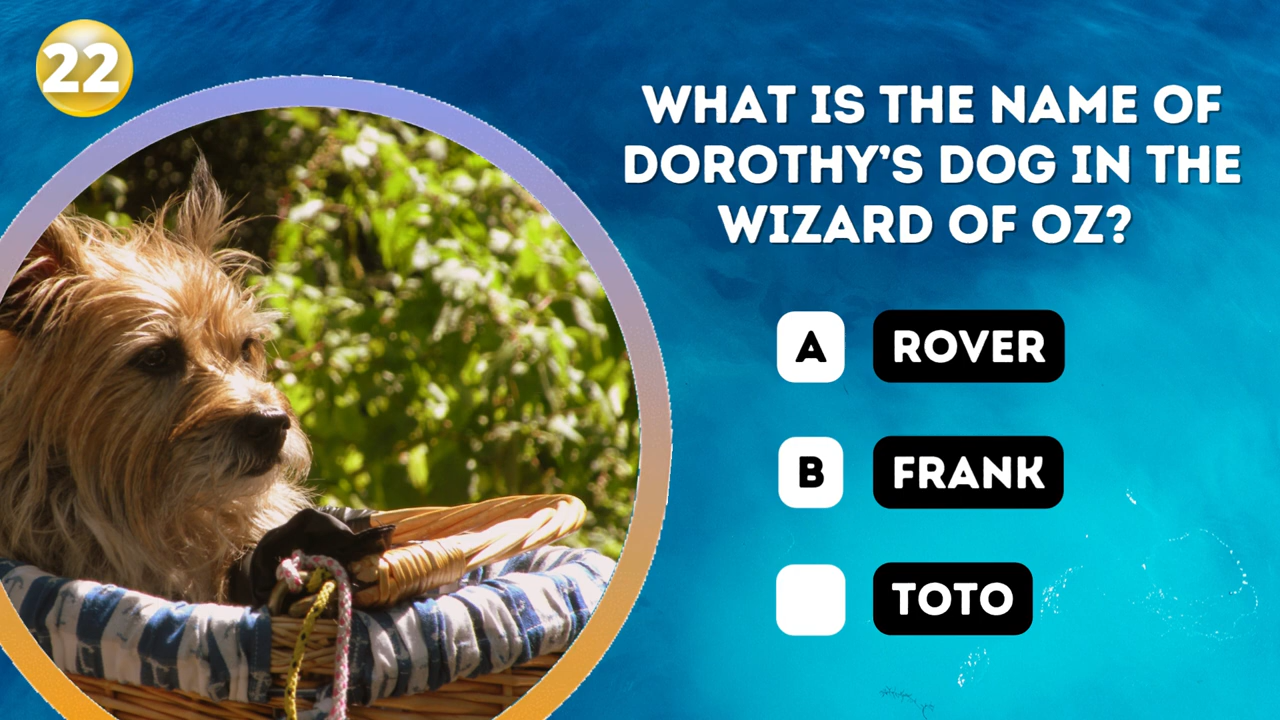 22
WHAT IS THE NAME OF
DOROTHY’S DOG IN THE
WIZARD OF OZ?
A ROVER
B FRANK
TOTO